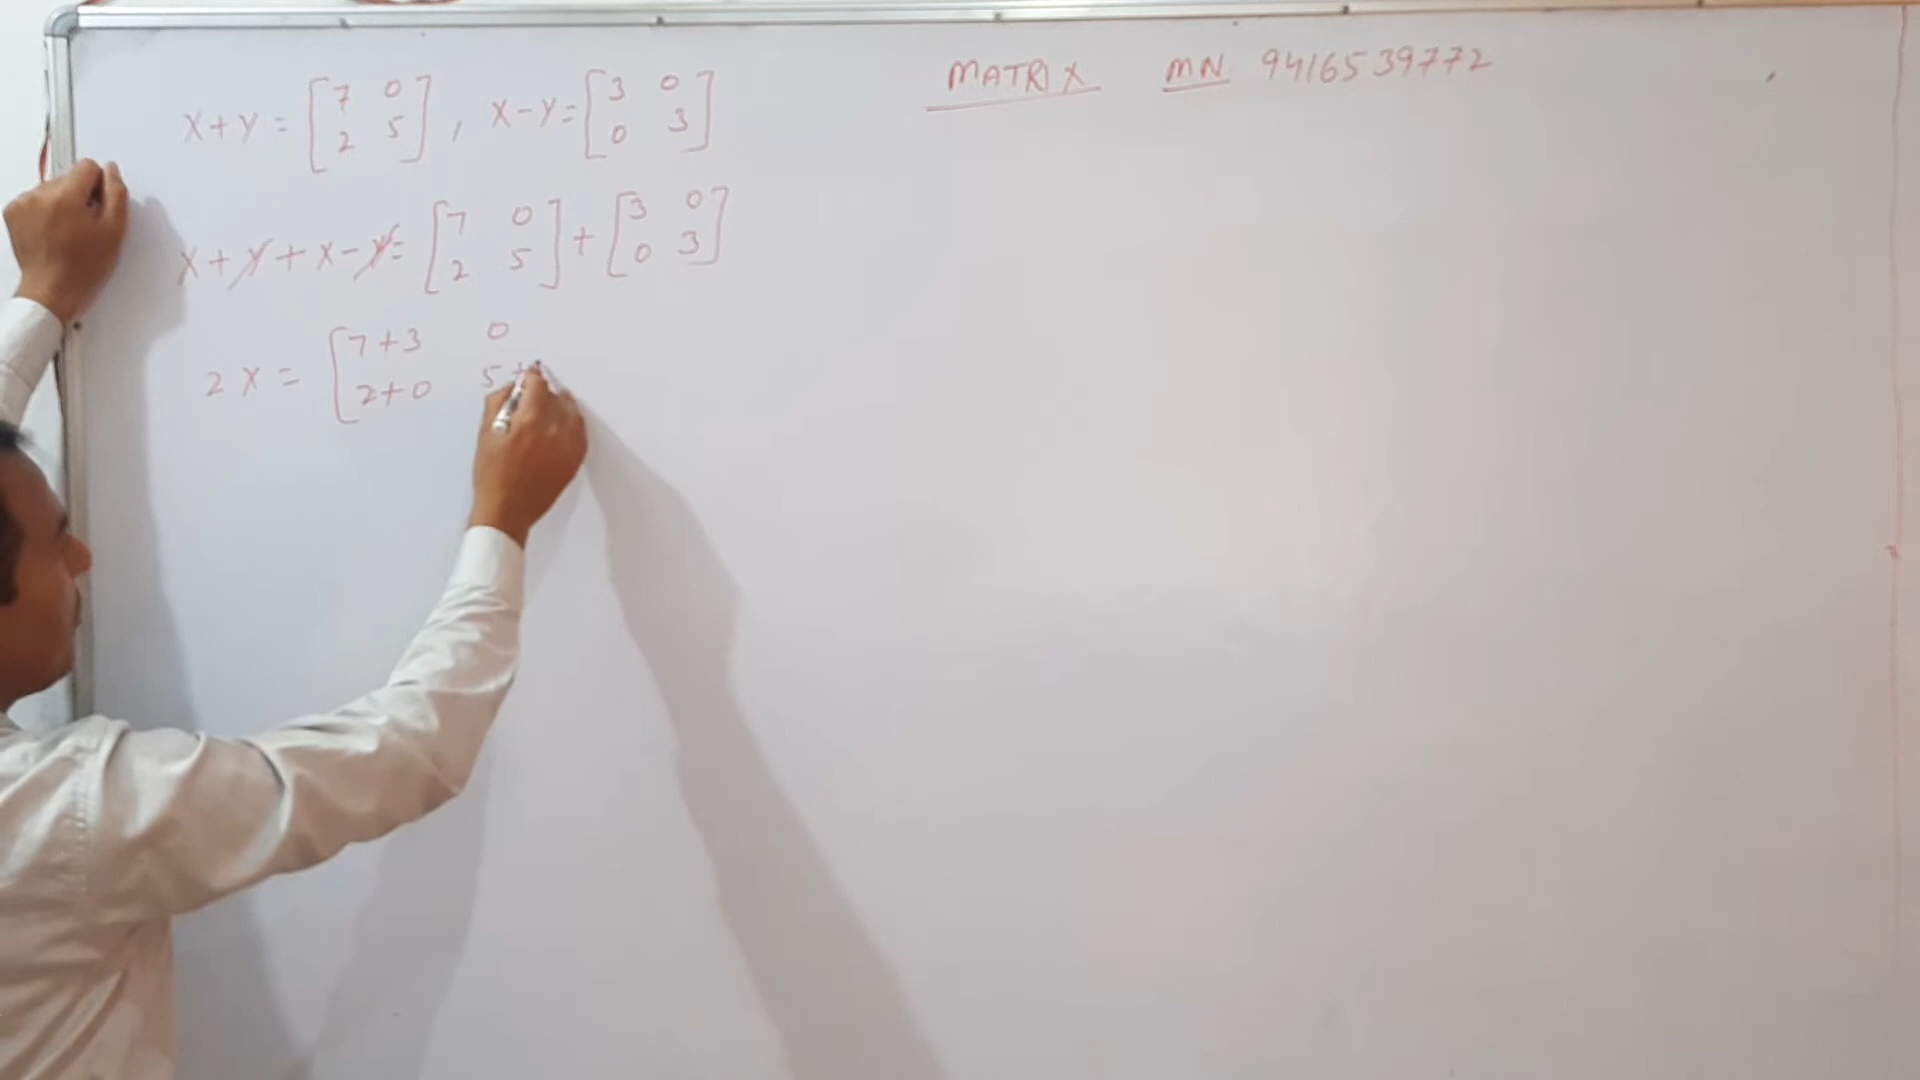 MATRIX MN 9416539772
X+Y = [7 0
2 5] , X-Y= [3 0
0 3]
X+Y+X-Y= [7 0
2 5] + [3 0
0 3]
2X = [7+3 0
2+0 5+